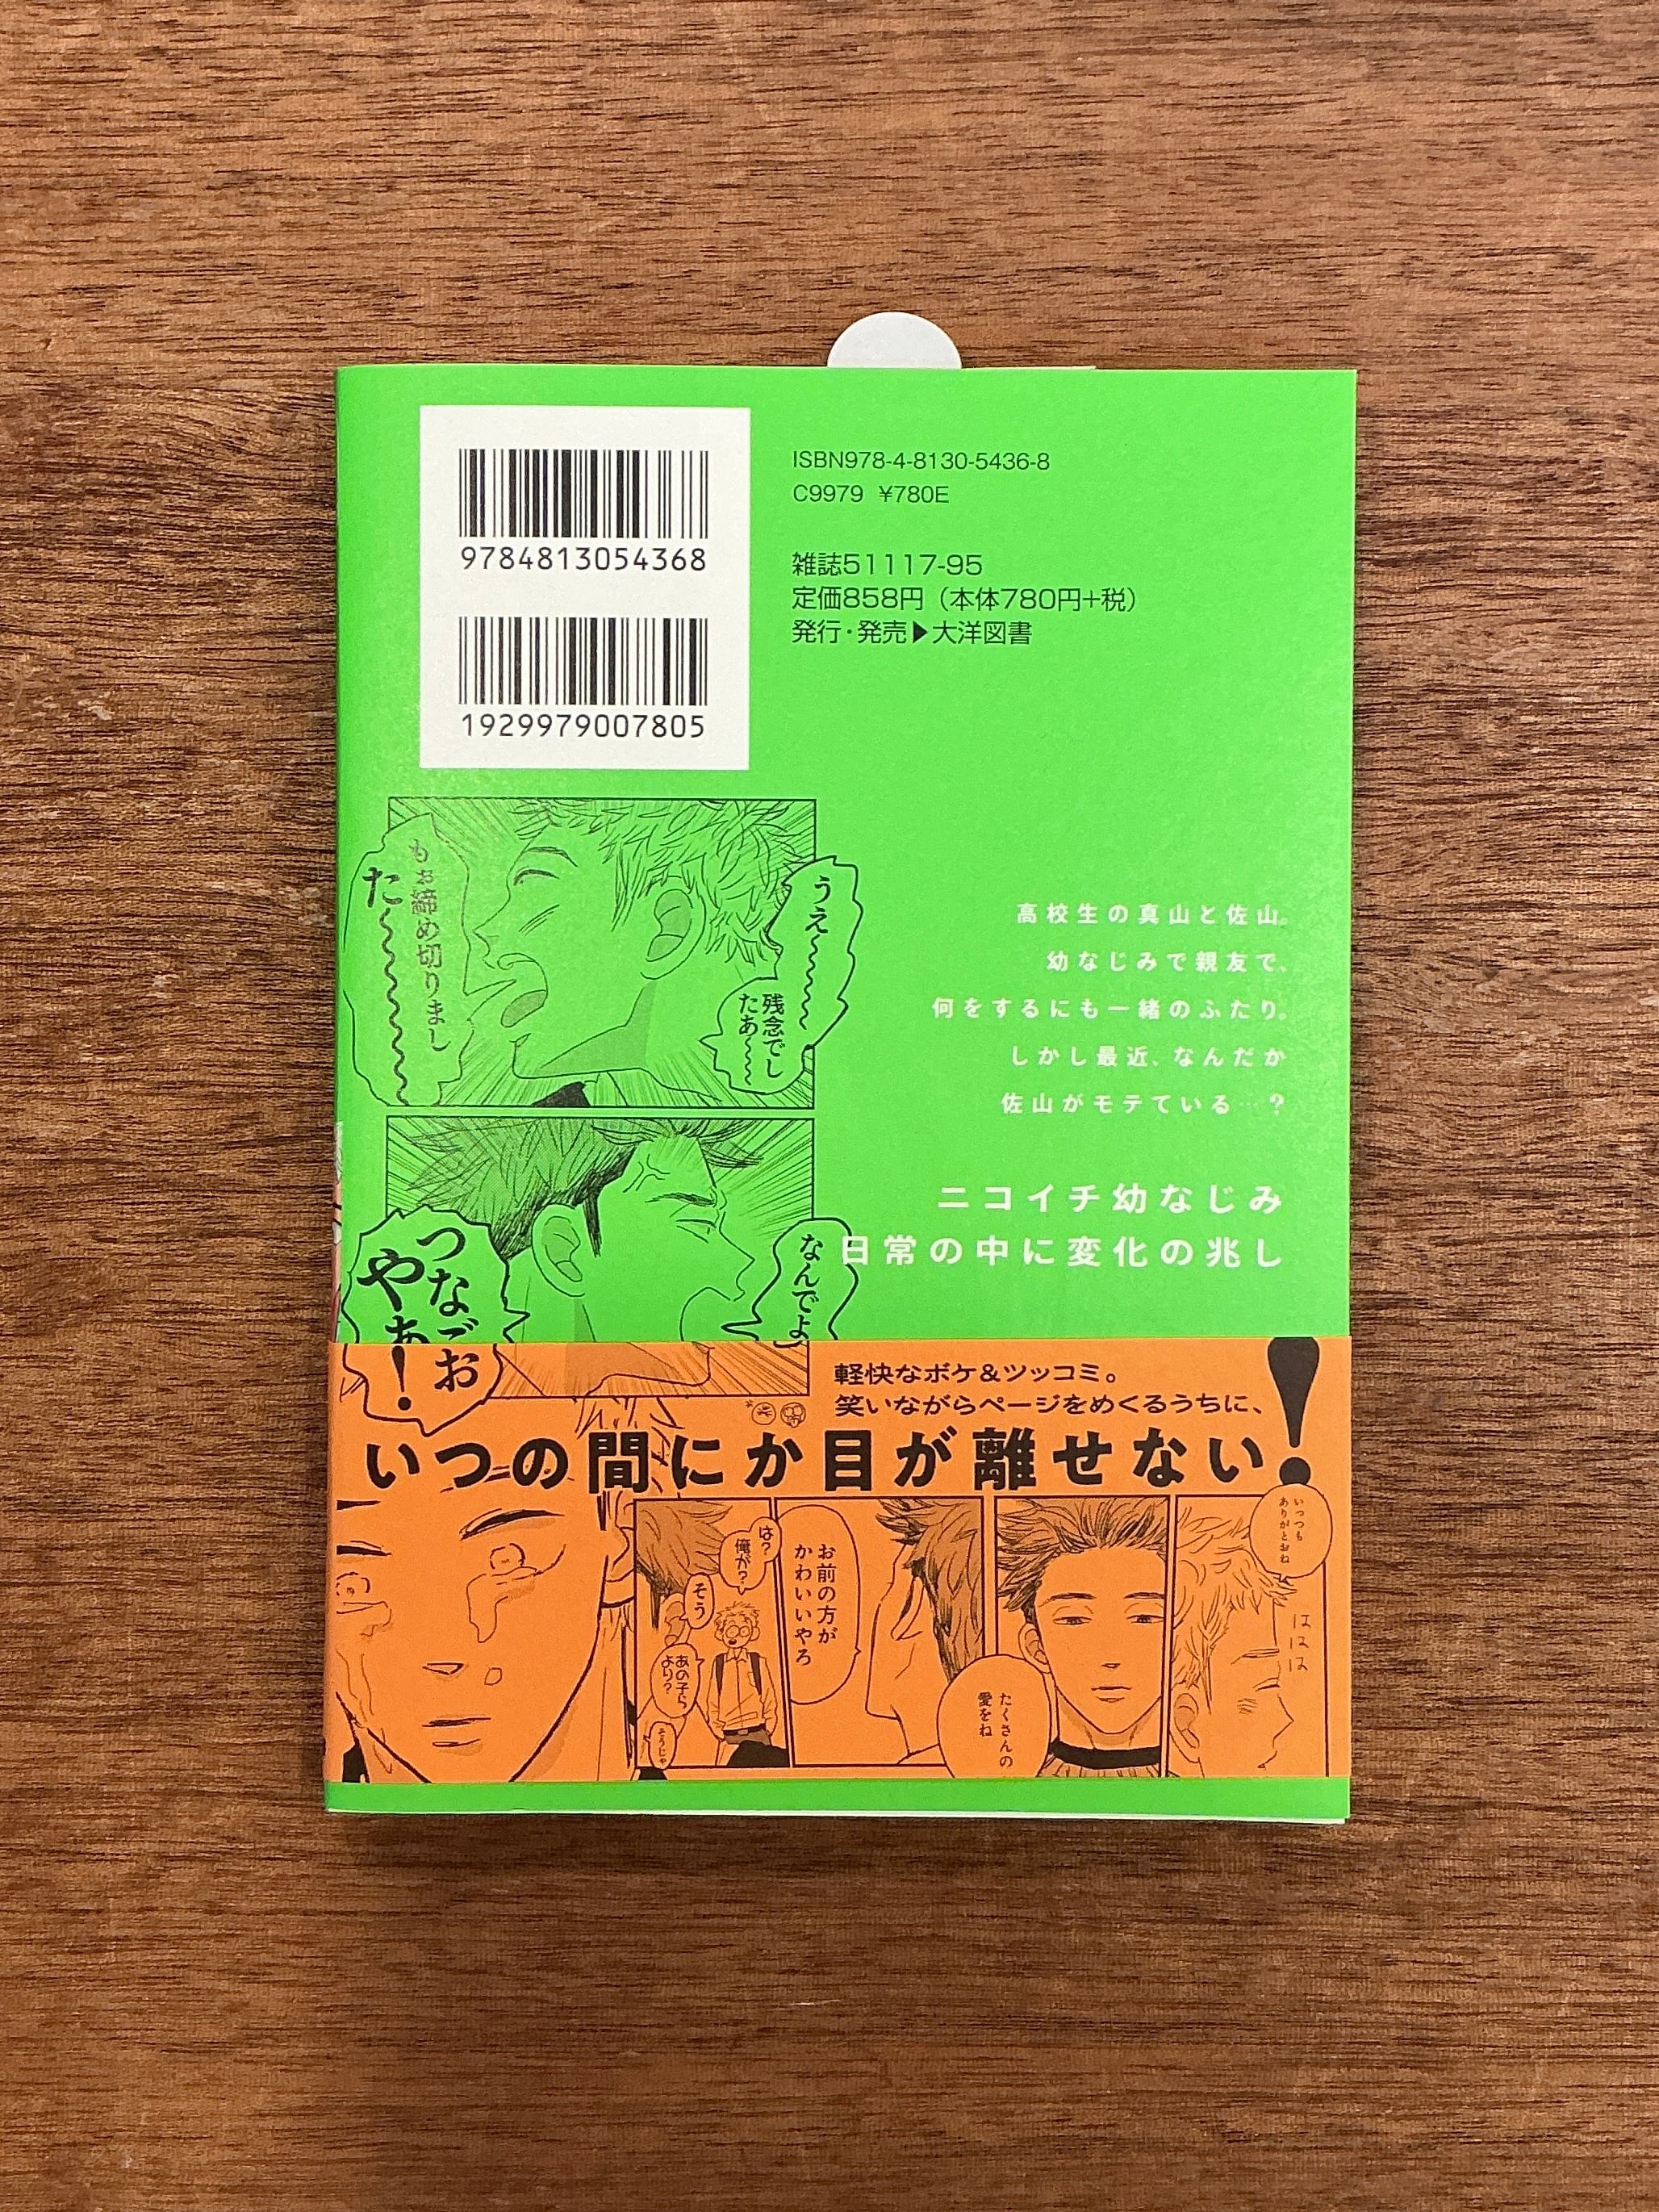 9784813054368
1929979007805
ISBN978-4-8130-5436-8
C9979 ¥780E
雑誌51117-95
定価858円（本体780円+税）
発行・発売▶大洋図書
うえ〜
残念でし
たあ〜
もぉ締め切りまし
た〜
高校生の真山と佐山。
幼なじみで親友で、
何をするにも一緒のふたり。
しかし最近、なんだか
佐山がモテている…？
ニコイチ幼なじみ
日常の中に変化の兆し
なんでよ
つなご お
やぁ！
軽快なボケ&ツッコミ。
笑いながらページをめくるうちに、
いつの間にか目が離せない！
いつも
ありがとおね
ははは
たくさんの
愛をね
お前の方が
かわいいやろ
は？
俺が？
そう
あの子ら
より？
そうじゃ